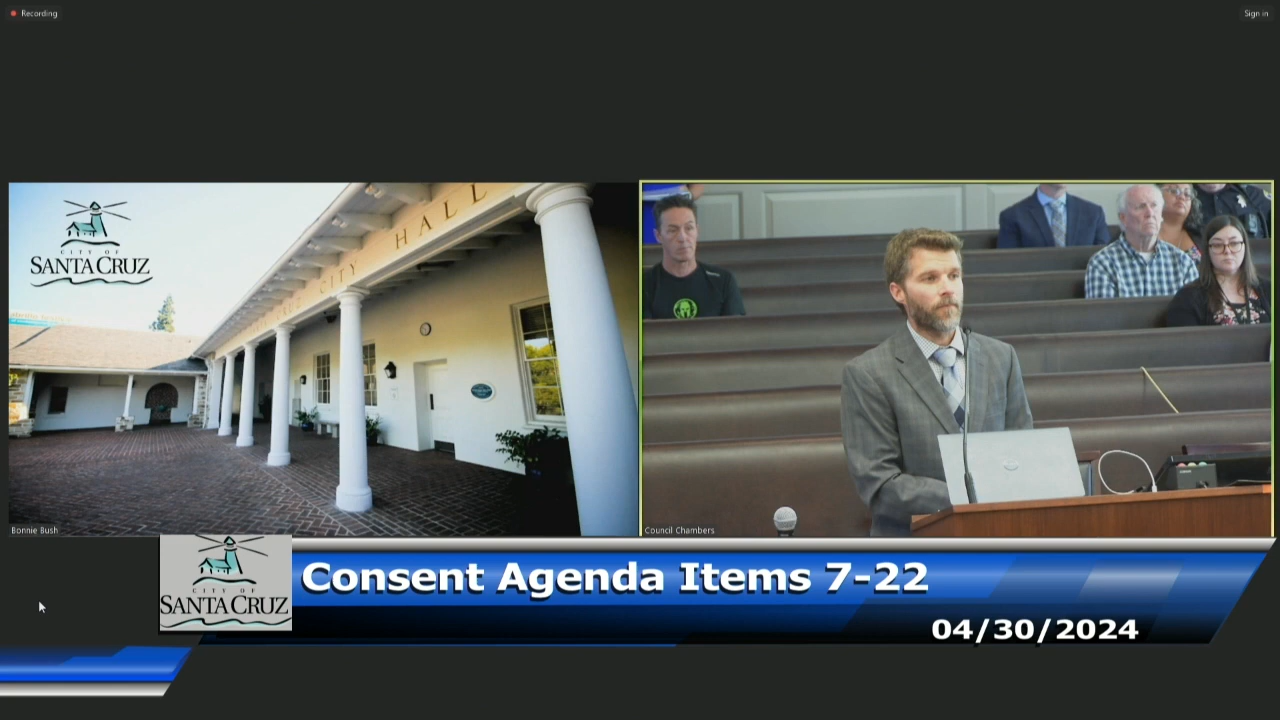 Recording
Sign in
CITY OF
SANTA CRUZ
CITY HALL
Bonnie Bush
Council Chambers
CITY OF
SANTA CRUZ
Consent Agenda Items 7-22
04/30/2024